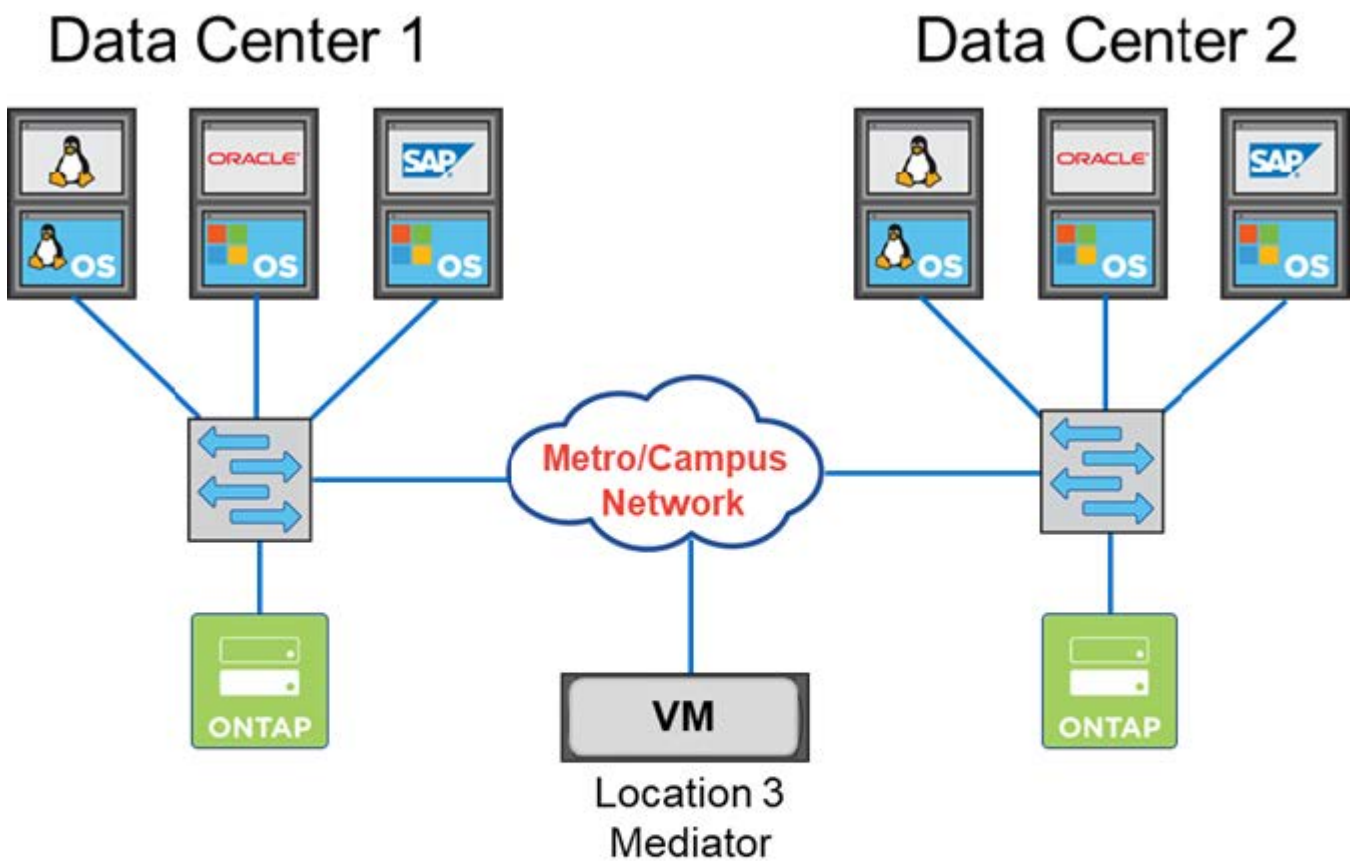 Data Center 1
Data Center 2
ORACLE
SAP
OS
OS
OS
ORACLE
SAP
OS
OS
OS
Metro/Campus
Network
ONTAP
VM
ONTAP
Location 3
Mediator